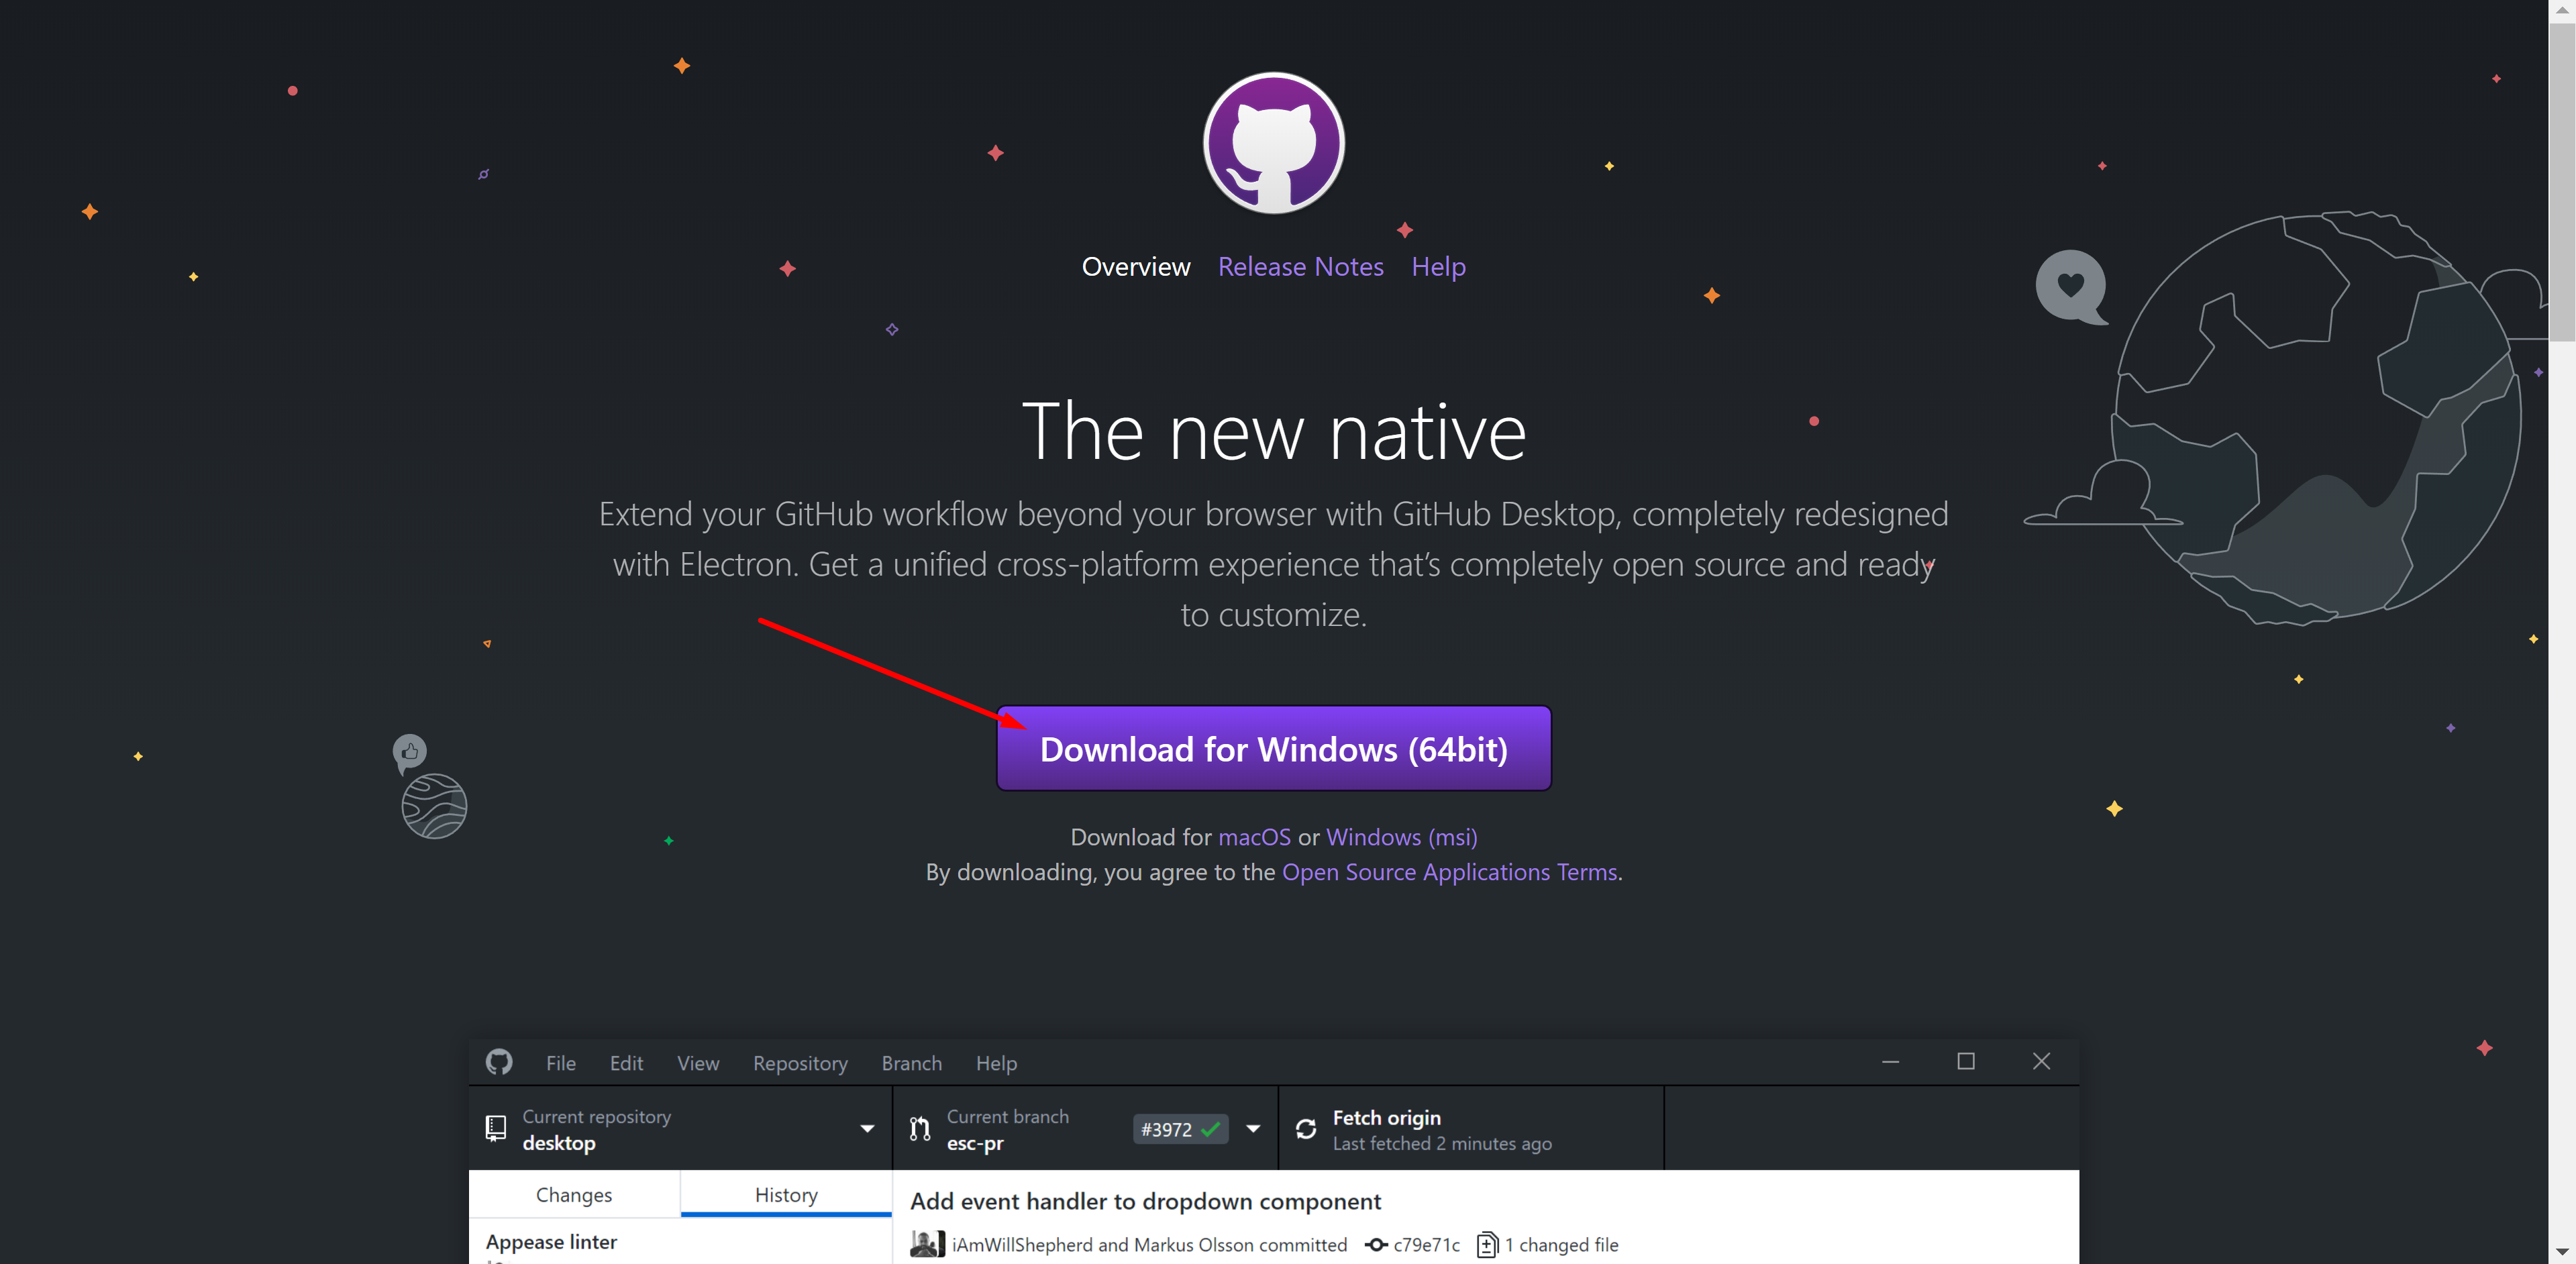 Overview Release Notes Help
The new native
Extend your GitHub workflow beyond your browser with GitHub Desktop, completely redesigned
with Electron. Get a unified cross-platform experience that’s completely open source and ready
to customize.
Download for Windows (64bit)
Download for macOS or Windows (msi)
By downloading, you agree to the Open Source Applications Terms.
File Edit View Repository Branch Help
Current repository
desktop
Current branch
esc-pr
#3972
Fetch origin
Last fetched 2 minutes ago
Changes History
Add event handler to dropdown component
iAmWillShepherd and Markus Olsson committed c79e71c 1 changed file
Appease linter